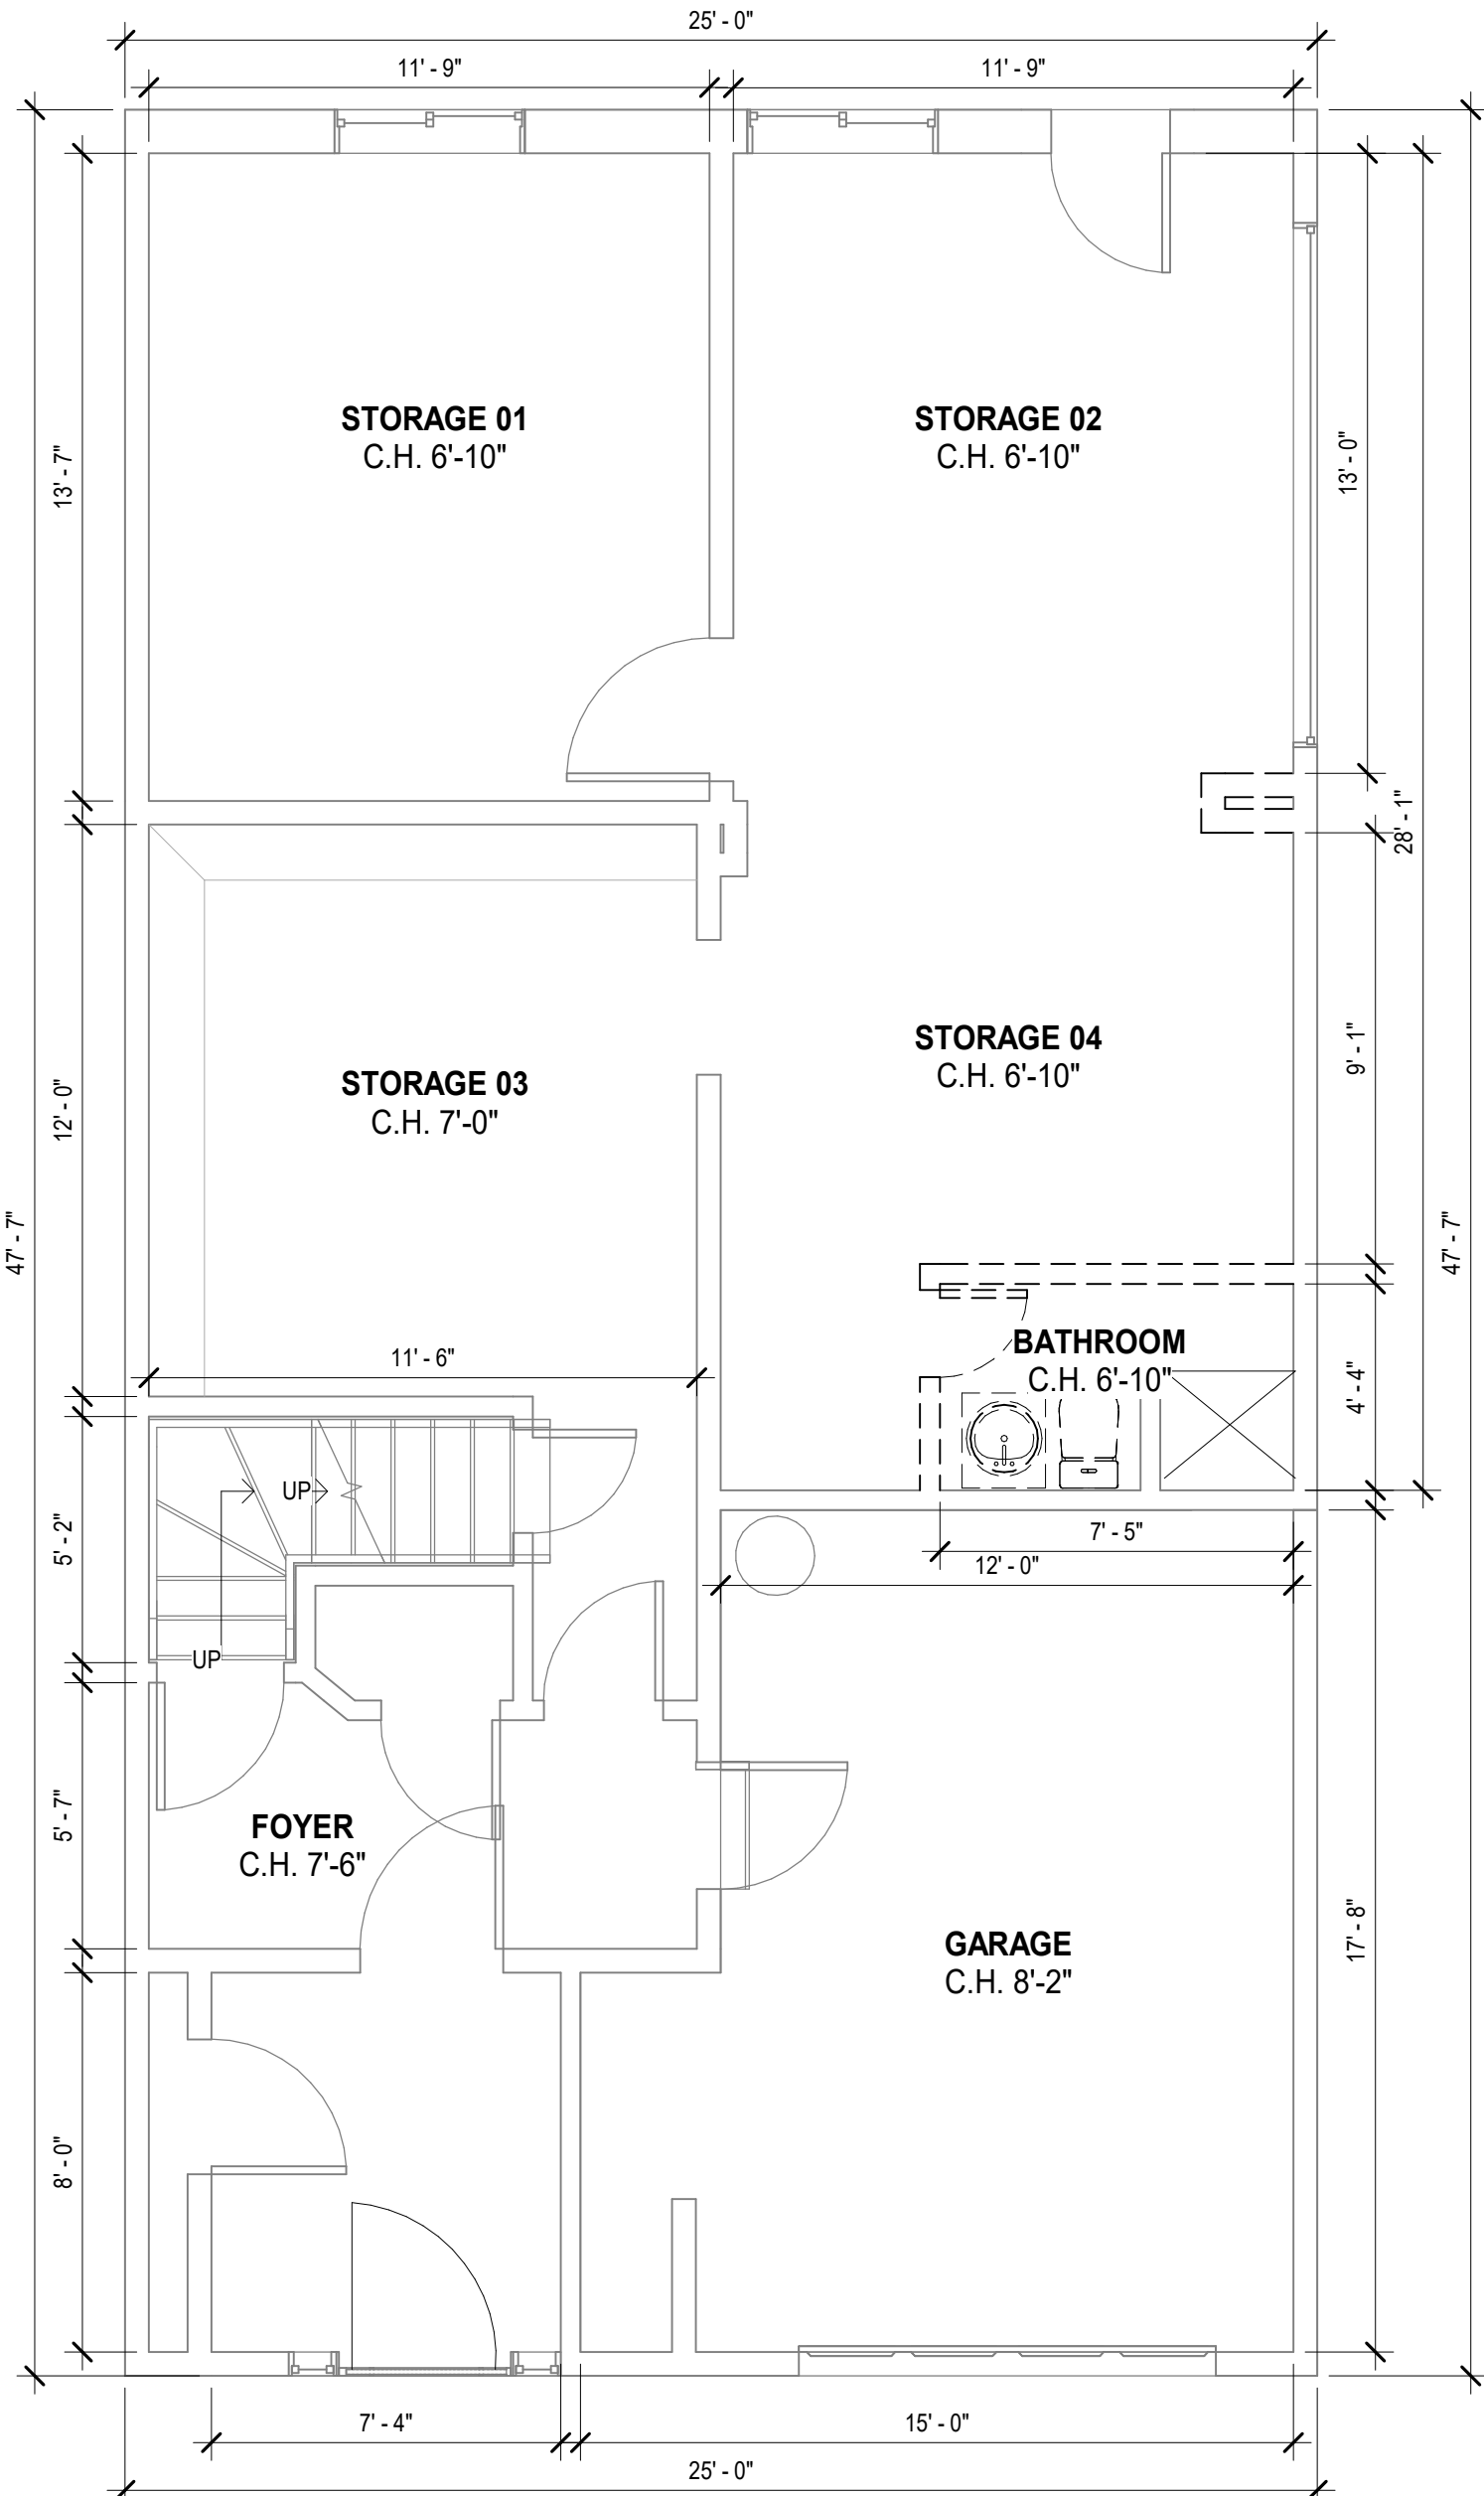 25' - 0"
11' - 9"
11' - 9"
STORAGE 01
C.H. 6'-10"
STORAGE 02
C.H. 6'-10"
13' - 7"
13' - 0"
28' - 1"
STORAGE 03
C.H. 7'-0"
STORAGE 04
C.H. 6'-10"
12' - 0"
9' - 1"
47' - 7"
47' - 7"
11' - 6"
BATHROOM
C.H. 6'-10"
4' - 4"
UP
UP
5' - 2"
7' - 5"
12' - 0"
FOYER
C.H. 7'-6"
5' - 7"
GARAGE
C.H. 8'-2"
17' - 8"
8' - 0"
7' - 4"
15' - 0"
25' - 0"